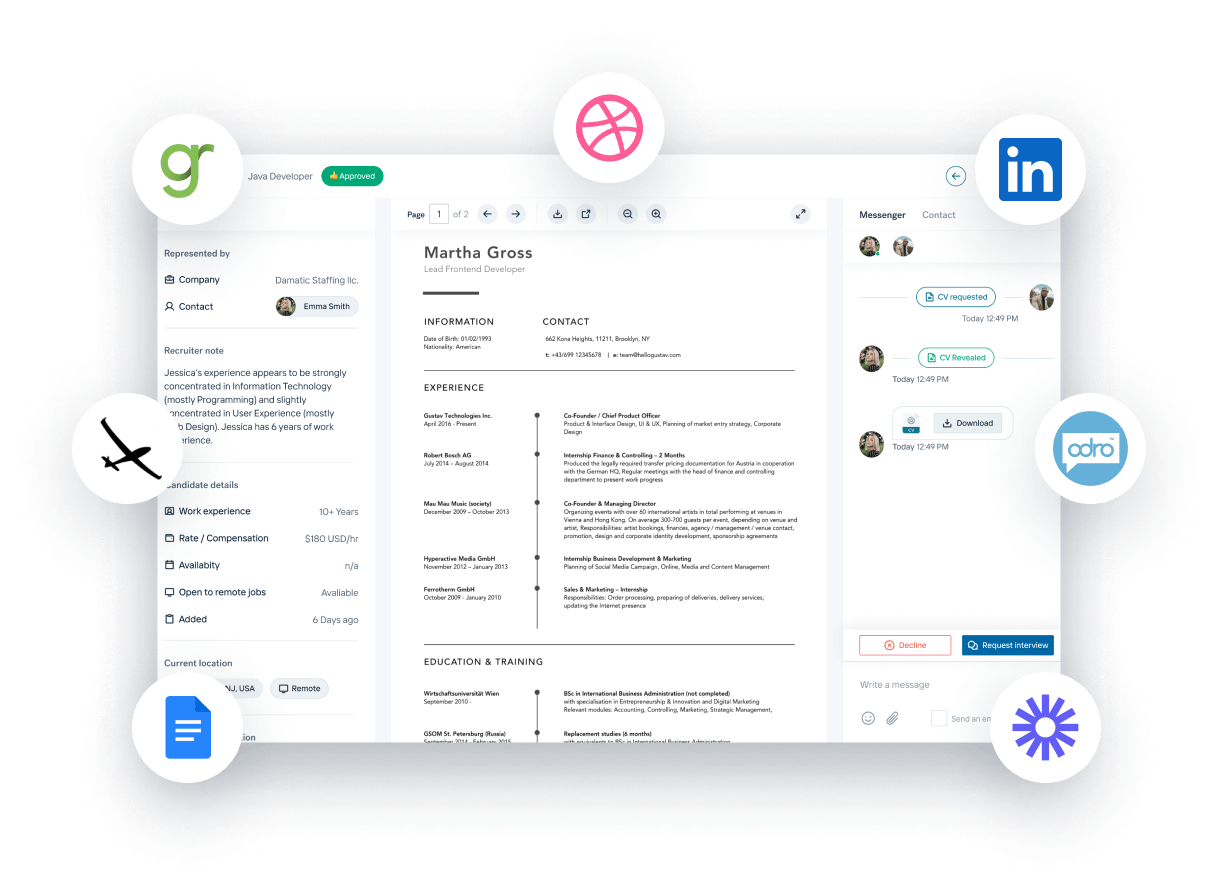 gr
in
odro
Java Developer
👍Approved
Represented by
Company
Damatic Staffing llc.
Contact
Emma Smith
Recruiter note
Jessica's experience appears to be strongly
concentrated in Information Technology
(mostly Programming) and slightly
concentrated in User Experience (mostly
Design). Jessica has 6 years of work
Candidate details
Work experience
10+ Years
Rate / Compensation
$180 USD/hr
Availabity
n/a
Open to remote jobs
Avaliable
Added
6 Days ago
Current location
NJ, USA
Remote
Page 1 of 2
Martha Gross
Lead Frontend Developer
INFORMATION
Date of Birth: 01/02/1993
Nationality: American
CONTACT
662 Kona Heights, 11211, Brooklyn, NY
t: +43/699 12345678 | e: team@hellogustav.com
EXPERIENCE
Gustav Technologies Inc.
April 2016 - Present
Co-Founder / Chief Product Officer
Product & Interface Design, UI & UX, Planning of market entry strategy, Corporate
Design
Robert Bosch AG
July 2014 – August 2014
Internship Finance & Controlling – 2 Months
Produced the legally required transfer pricing documentation for Austria in cooperation
with the German HQ, Regular meetings with the head of finance and controlling
department to present work progress
Mau Mau Music (society)
December 2009 – October 2013
Co-Founder & Managing Director
Organizing events with over 60 international artists in total performing at venues in
Vienna and Hong Kong. On average 300-700 guests per event, depending on venue and
artist, Responsibilities: artist bookings, finances, agency / management / venue contact,
promotion, design and corporate identity development, sponsorship agreements
Hyperactive Media GmbH
November 2012 – January 2013
Internship Business Development & Marketing
Planning of Social Media Campaign, Online, Media and Content Management
Ferrotherm GmbH
October 2009 - January 2010
Sales & Marketing – Internship
Responsibilities: Order processing, preparing of deliveries, delivery services,
updating the Internet presence
EDUCATION & TRAINING
Wirtschaftsuniversität Wien
September 2010 -
BSc in International Business Administration (not completed)
with specialisation in Entrepreneurship & Innovation and Digital Marketing
Relevant modules: Accounting, Controlling, Marketing, Strategic Management,
GSOM St. Petersburg (Russia)
September 2014 - February 2015
Replacement studies (6 months)
with equivalents to BSc in International Business Administration
Messenger
Contact
CV requested
Today 12:49 PM
CV Revealed
Today 12:49 PM
CV
Download
Today 12:49 PM
Decline
Request interview
Write a message
Send an